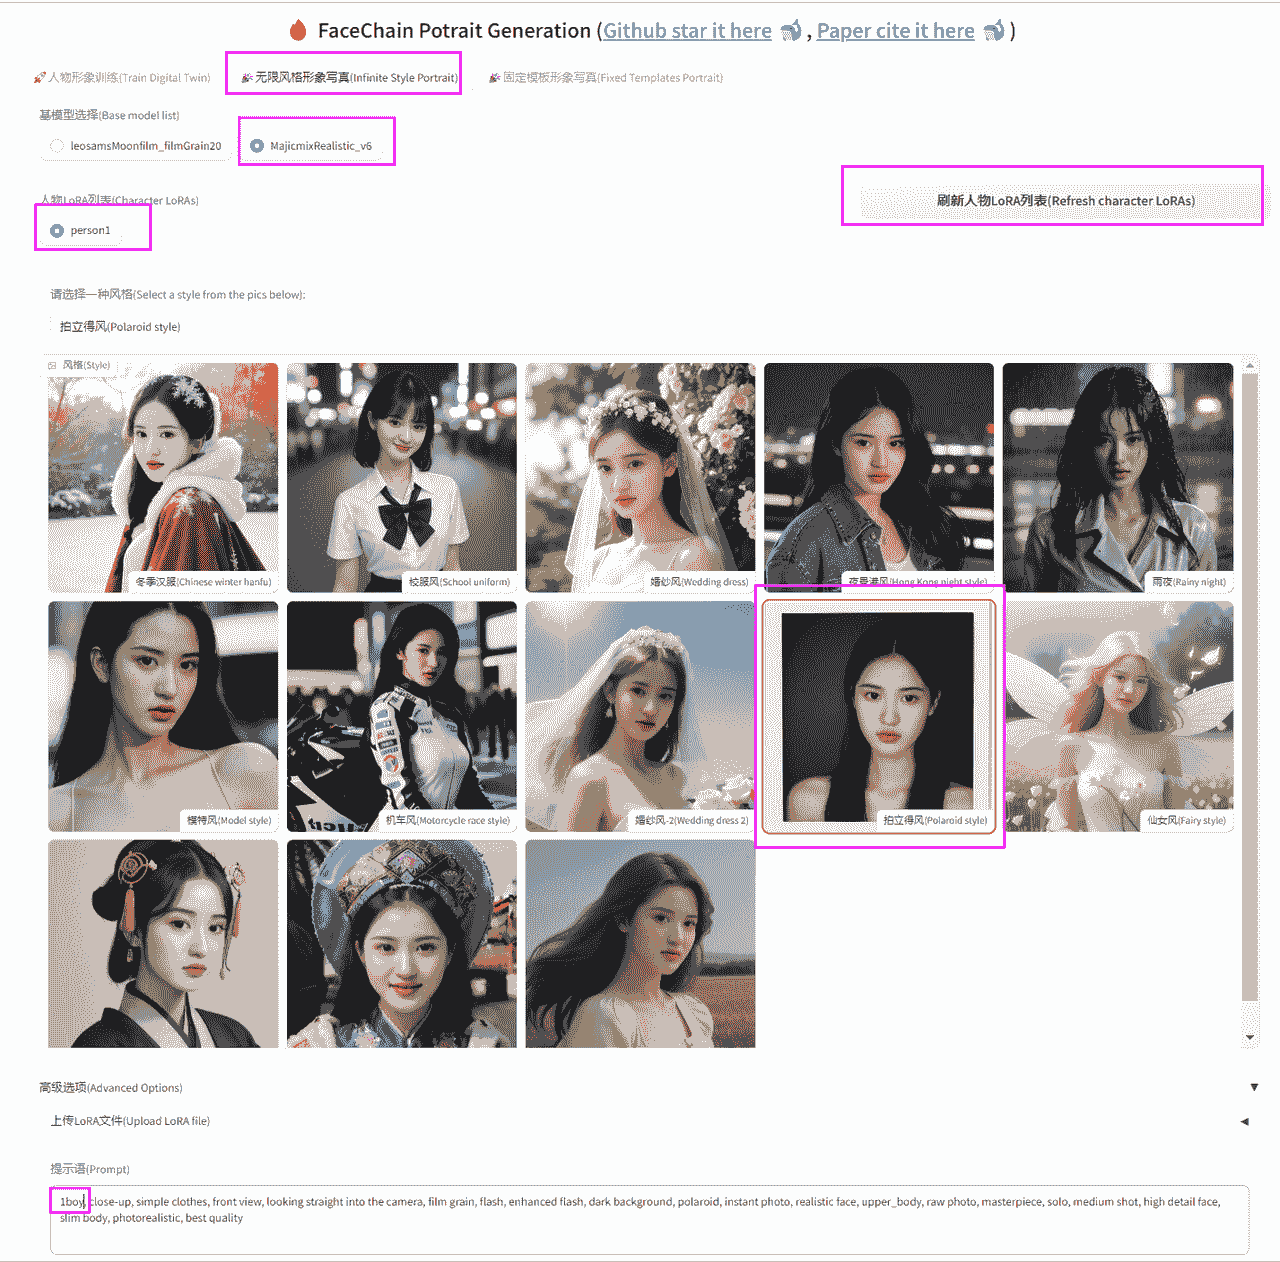 FaceChain Potrait Generation (Github star it here , Paper cite it here )
人物形象训练(Train Digital Twin) 无限风格形象写真(Infinite Style Portrait) 固定模板形象写真(Fixed Templates Portrait)
基模型选择(Base model list)
leosamsMoonfilm_filmGrain20 MajicmixRealistic_v6
人物LoRA列表(Character LoRAs)
刷新人物LoRA列表(Refresh character LoRAs)
person1
请选择一种风格(Select a style from the pics below):
拍立得风(Polaroid style)
风格(Style)
冬季汉服(Chinese winter hanfu)
校服风(School uniform)
婚纱风(Wedding dress)
夜景港风(Hong Kong night style)
雨夜(Rainy night)
模特风(Model style)
机车风(Motorcycle race style)
婚纱风-2(Wedding dress 2)
拍立得风(Polaroid style)
仙女风(Fairy style)
高级选项(Advanced Options)
上传LoRA文件(Upload LoRA file)
提示语(Prompt)
1boy, close-up, simple clothes, front view, looking straight into the camera, film grain, flash, enhanced flash, dark background, polaroid, instant photo, realistic face, upper_body, raw photo, masterpiece, solo, medium shot, high detail face,
slim body, photorealistic, best quality